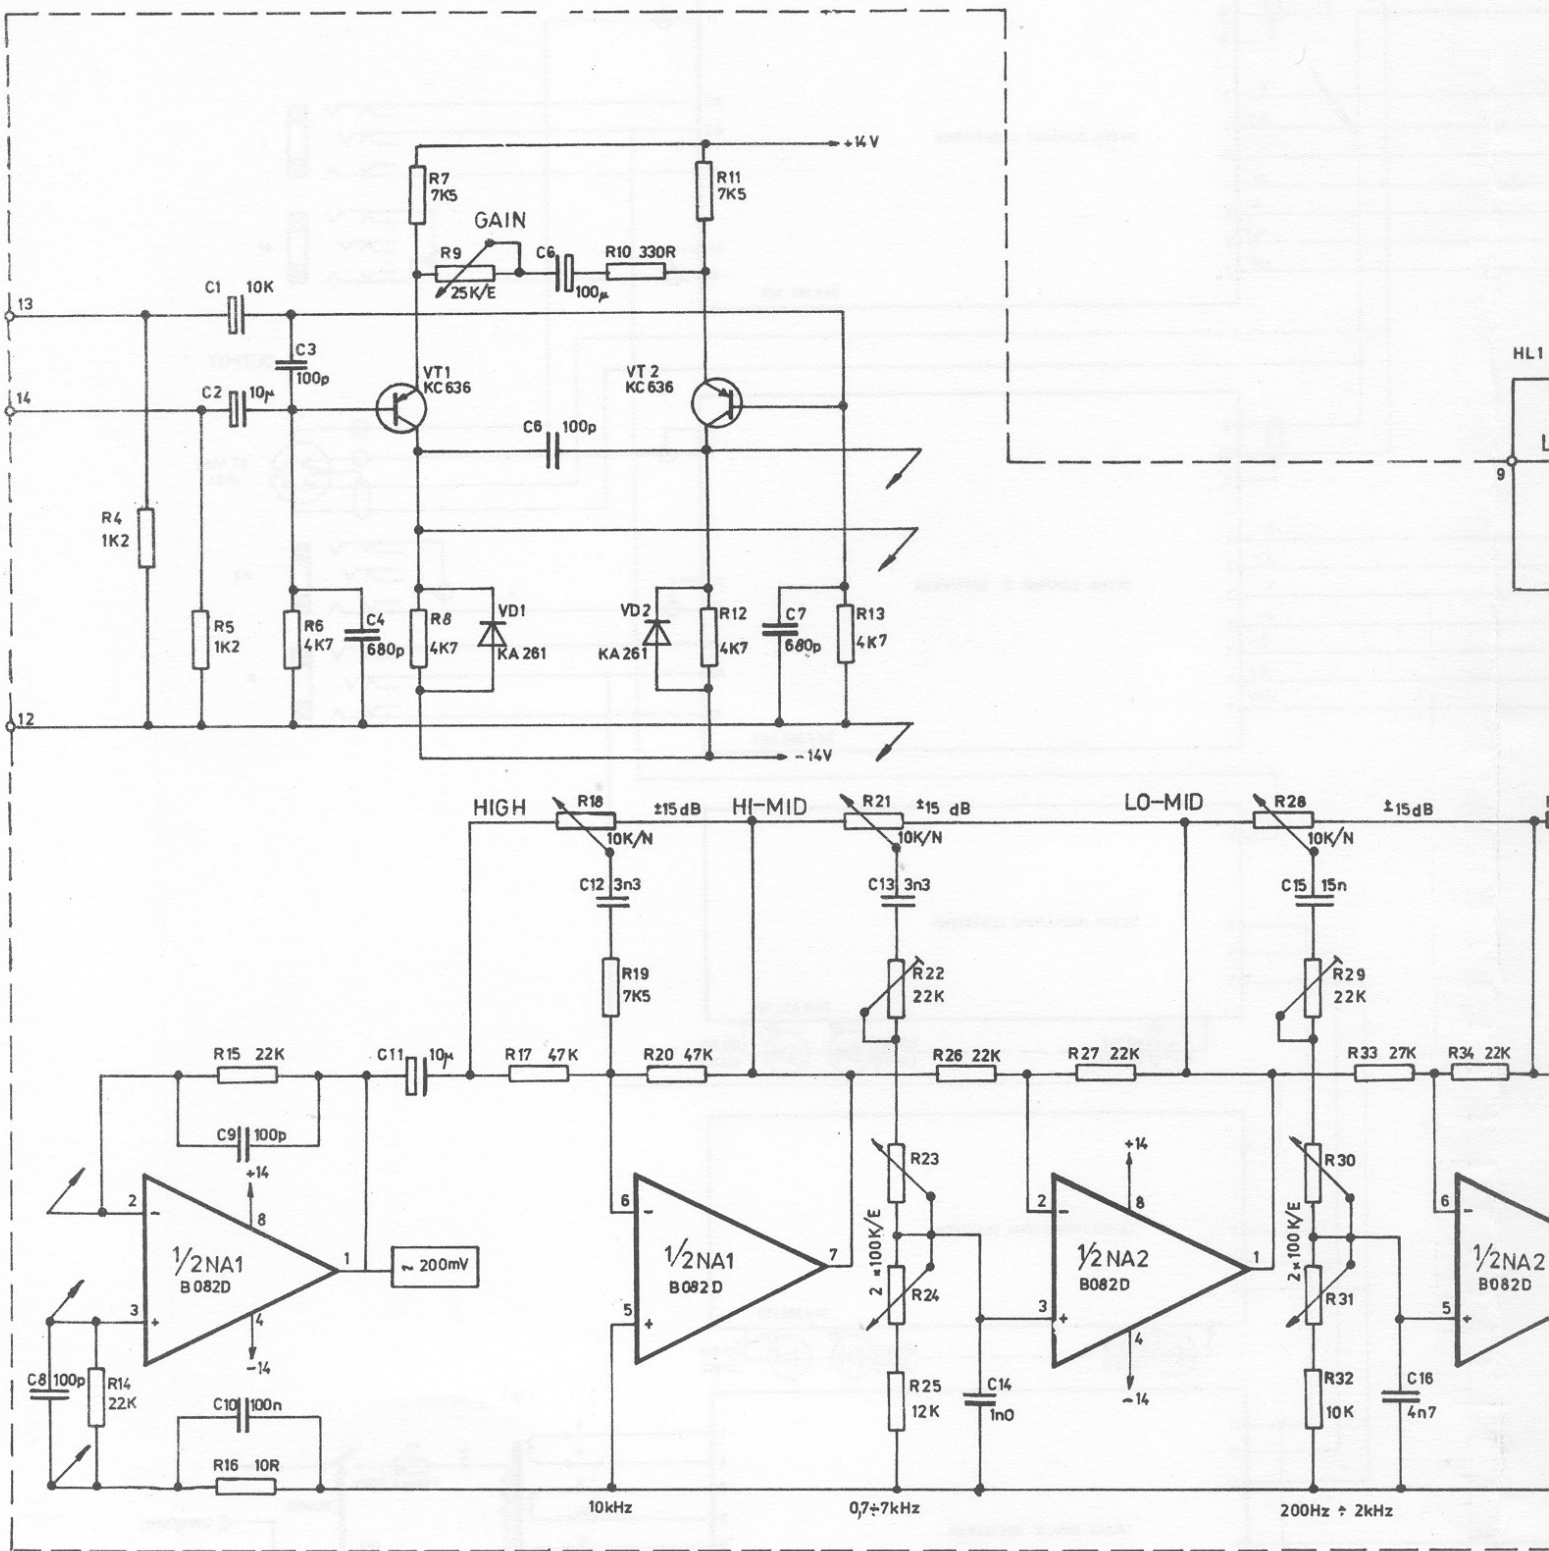 +14V
R7
7K5
R11
7K5
GAIN
R9
25K/E
C6
100µ
R10 330R
13
C1 10K
C3
100p
VT1
KC636
VT2
KC636
HL1
14
C2 10µ
C6 100p
L
9
R4
1K2
R5
1K2
R6
4K7
C4
680p
R8
4K7
VD1
KA261
VD2
KA261
R12
4K7
C7
680p
R13
4K7
12
-14V
HIGH
R18
10K/N
±15dB
HI-MID
R21
10K/N
±15 dB
LO-MID
R28
10K/N
±15dB
C12 3n3
C13 3n3
C15 15n
R19
7K5
R22
22K
R29
22K
R15 22K
C11 10µ
R17 47K
R20 47K
R26 22K
R27 22K
R33 27K
R34 22K
C9 100p
+14
2
-
8
1/2NA1
B082D
1
~ 200mV
3
+
4
-14
6
-
1/2NA1
B082D
7
5
+
R23
2×100K/E
R24
+14
2
-
8
1/2NA2
B082D
1
3
+
4
-14
R30
2×100K/E
R31
6
-
1/2NA2
B082D
5
+
C8 100p
R14
22K
C10 100n
R16 10R
R25
12K
C14
1n0
R32
10K
C16
4n7
10kHz
0,7÷7kHz
200Hz ÷ 2kHz